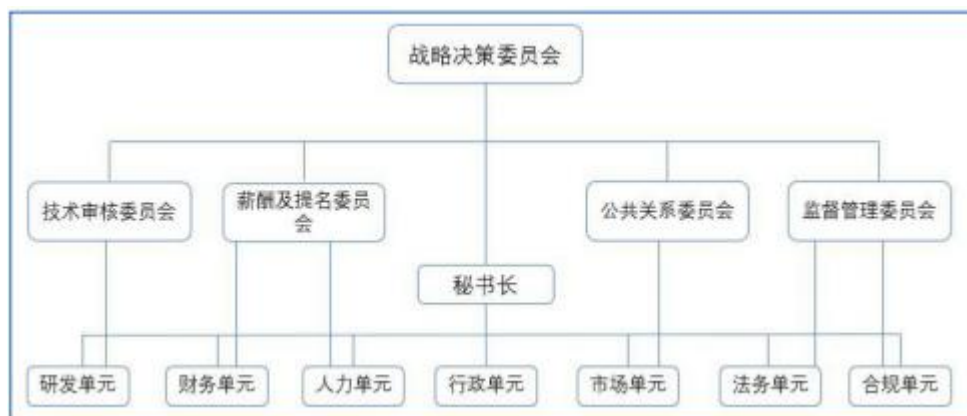 战略决策委员会
技术审核委员会
薪酬及提名委员
会
公共关系委员会
监督管理委员会
秘书长
研发单元
财务单元
人力单元
行政单元
市场单元
法务单元
合规单元